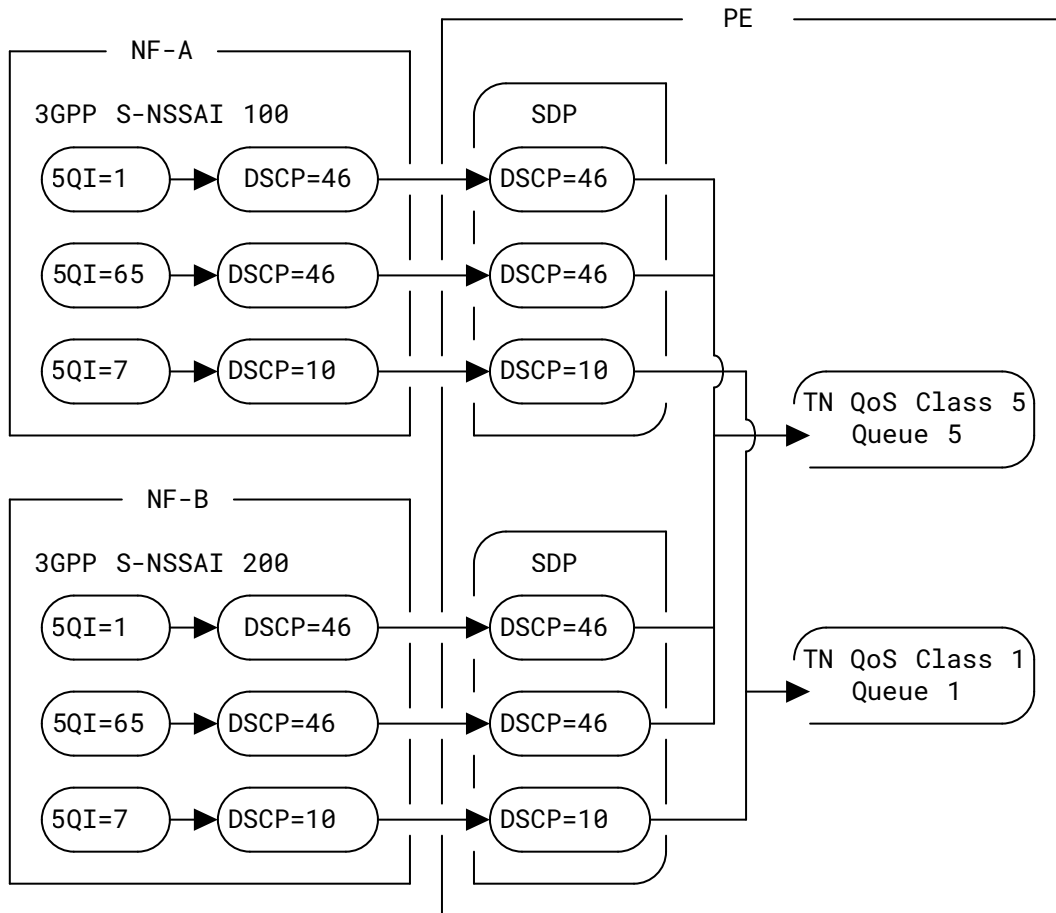 PE
NF-A
3GPP S-NSSAI 100
SDP
5QI=1
DSCP=46
DSCP=46
5QI=65
DSCP=46
DSCP=46
5QI=7
DSCP=10
DSCP=10
TN QoS Class 5
Queue 5
NF-B
3GPP S-NSSAI 200
SDP
5QI=1
DSCP=46
DSCP=46
TN QoS Class 1
Queue 1
5QI=65
DSCP=46
DSCP=46
5QI=7
DSCP=10
DSCP=10